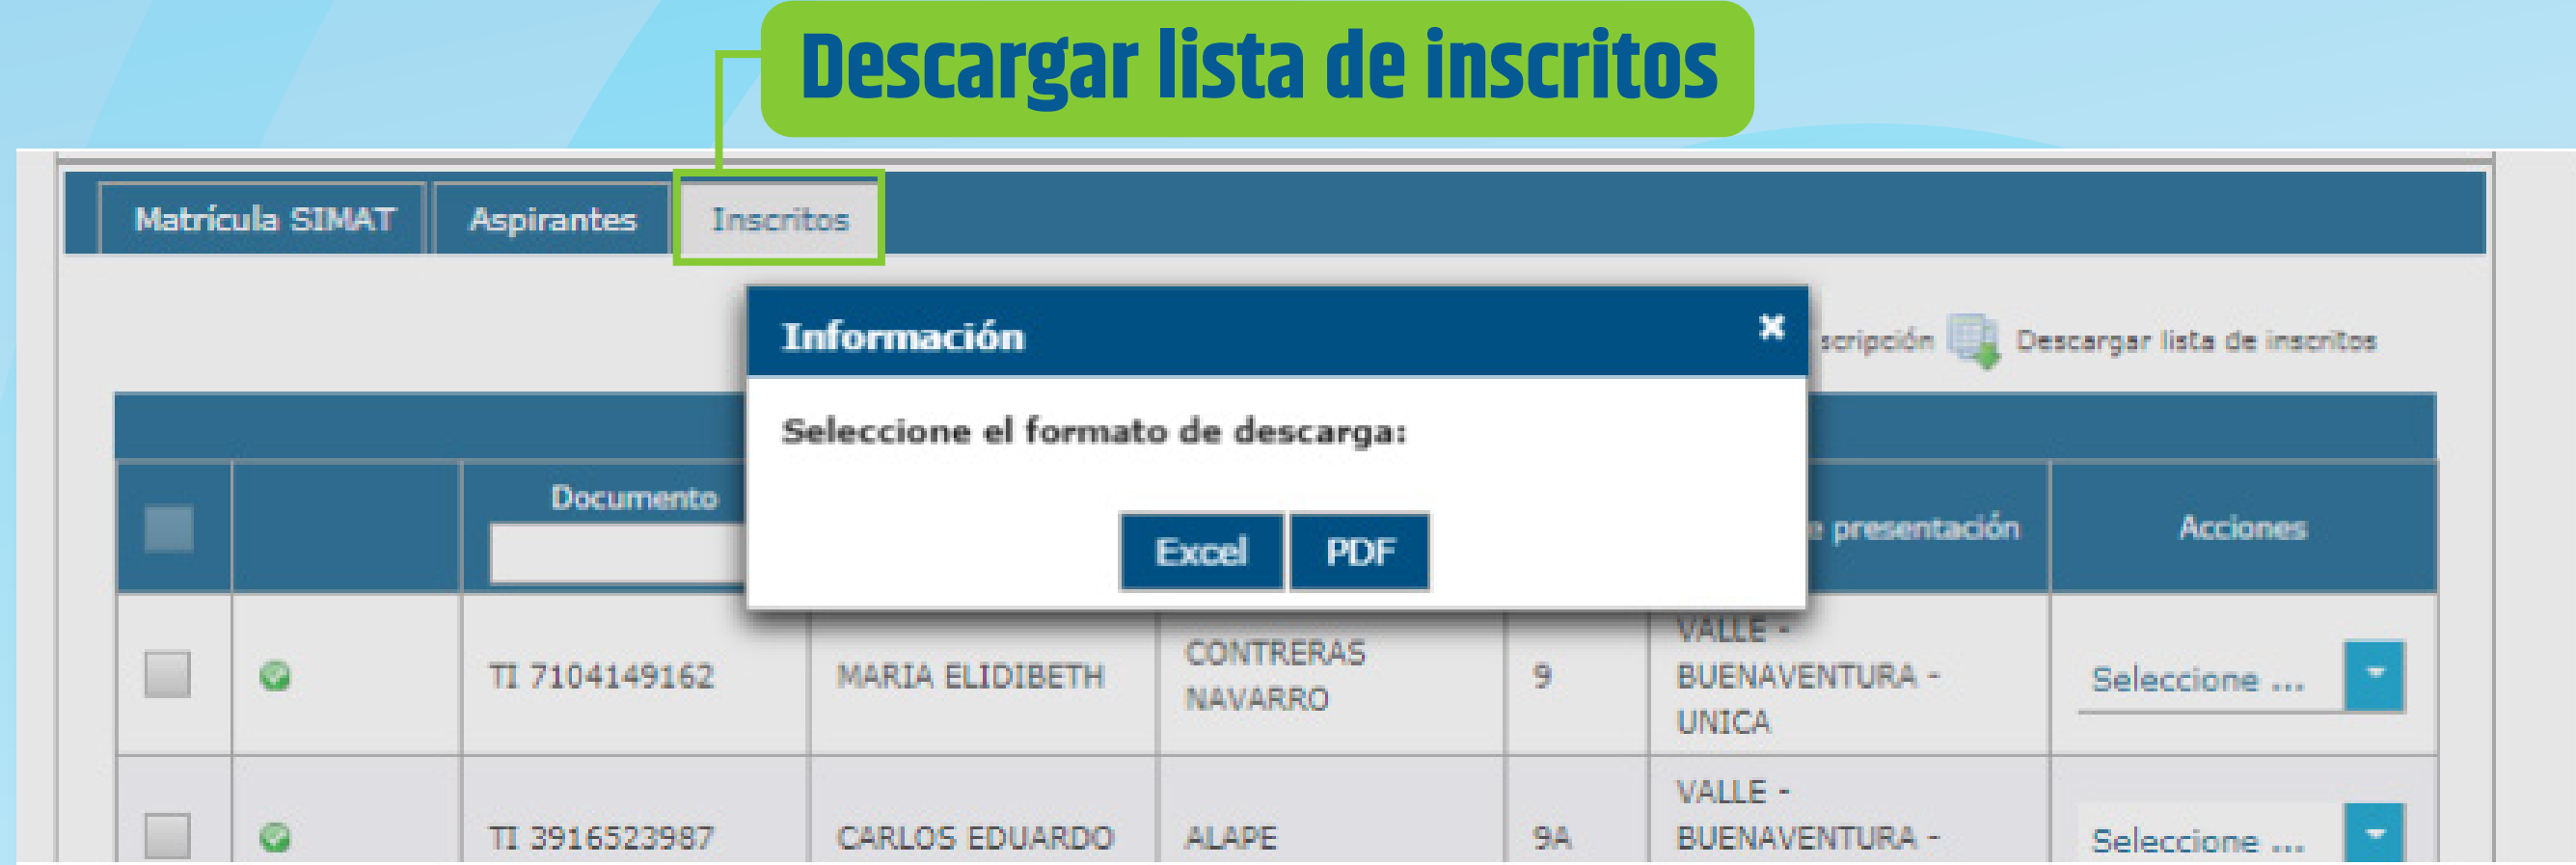 Descargar lista de inscritos
Matrícula SIMAT
Aspirantes
Inscritos
Información
scripción
Descargar lista de inscritos
Seleccione el formato de descarga:
Excel
PDF
Documento
e presentación
Acciones
TI 7104149162
MARIA ELIDIBETH
CONTRERAS
NAVARRO
9
VALLE -
BUENAVENTURA -
UNICA
Seleccione ...
TI 3916523987
CARLOS EDUARDO
ALAPE
9A
VALLE -
BUENAVENTURA -
Seleccione ...